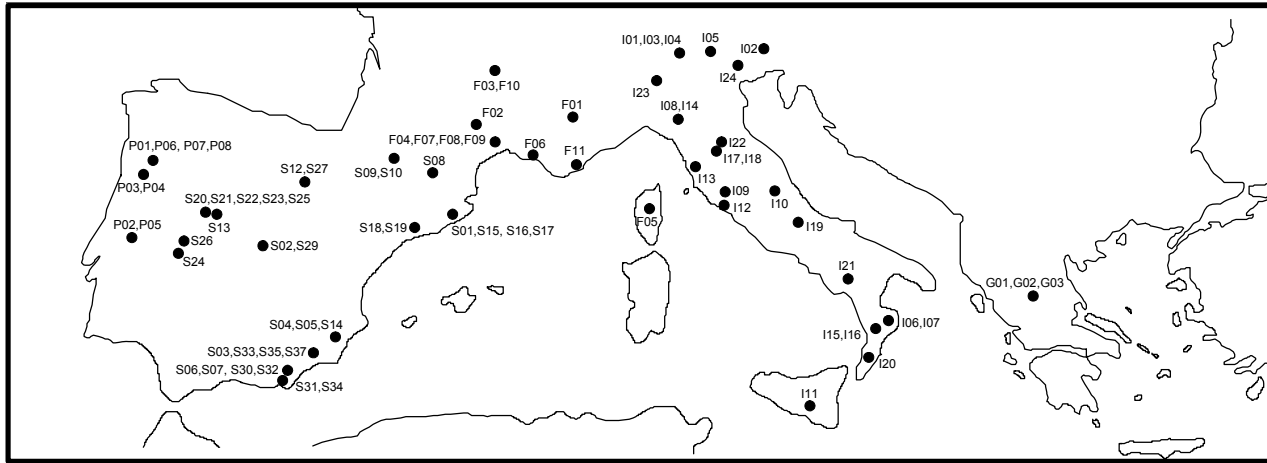 I01,I03,I04
I05
I02
I24
F03,F10
I23
F01
I08,I14
F02
F04,F07,F08,F09
F06
I22
P01,P06, P07,P08
S12,S27
S09,S10
S08
F11
I17,I18
I13
P03,P04
S20,S21,S22,S23,S25
S13
I09
I10
I12
F05
P02,P05
S26
S24
S02,S29
S18,S19
S01,S15, S16,S17
I19
I21
G01,G02,G03
S04,S05,S14
I06,I07
I15,I16
S03,S33,S35,S37
S06,S07, S30,S32
I20
S31,S34
I11